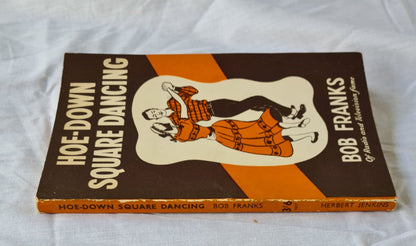 HOE-DOWN
SQUARE DANCING
BOB FRANKS
Of Radio and Television fame
HOE-DOWN SQUARE DANCING BOB FRANKS 3/6 HERBERT JENKINS